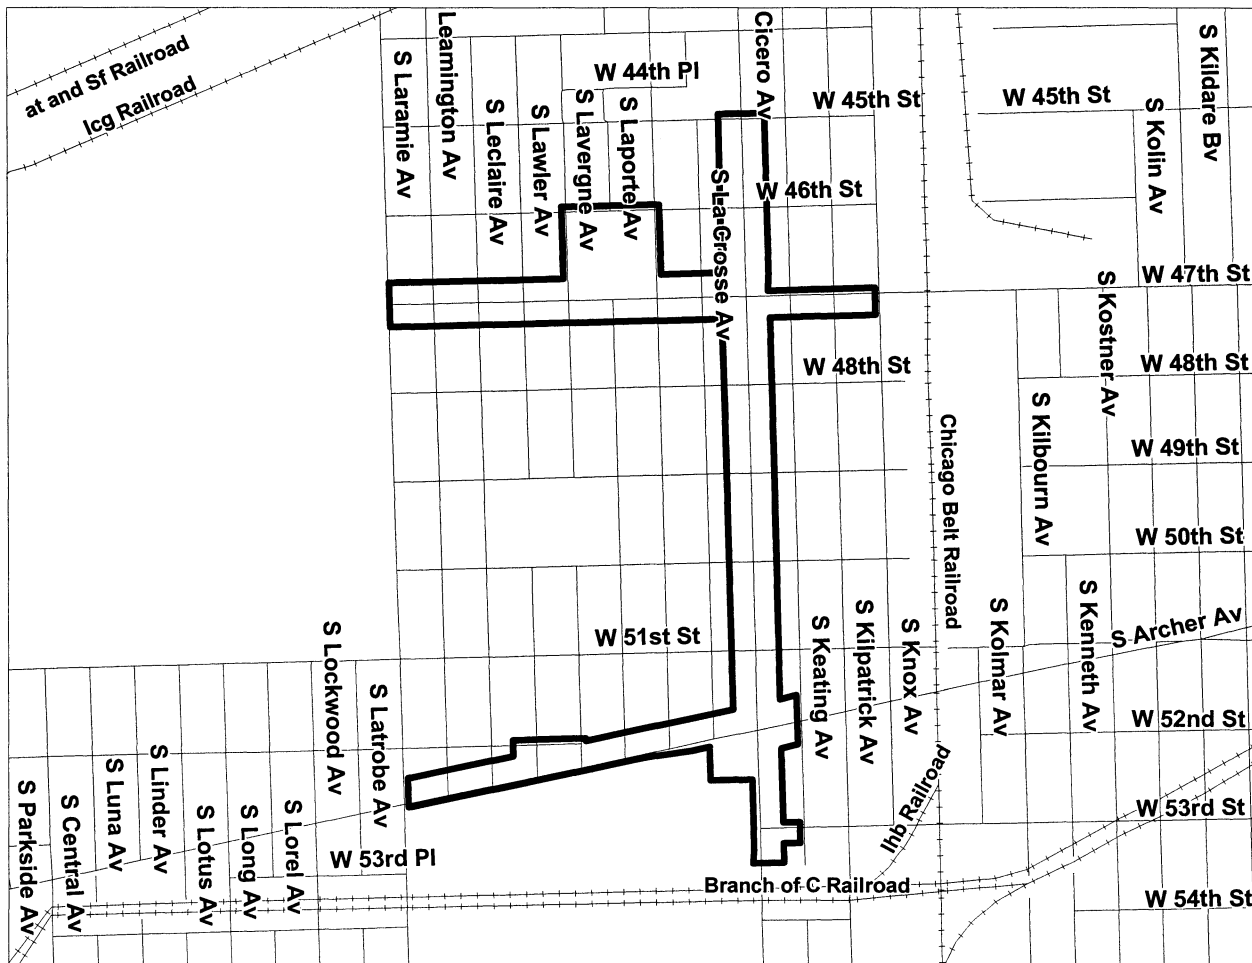 at and Sf Railroad
Icg Railroad
S Laramie Av
Leamington Av
S Leclaire Av
S Lawler Av
S Lavergne Av
S Laporte Av
W 44th Pl
Cicero Av
W 45th St
W 45th St
S Kolin Av
S Kildare Bv
S La Crosse Av
W 46th St
W 47th St
S Kostner Av
W 48th St
W 48th St
S Kilbourn Av
Chicago Belt Railroad
W 49th St
W 50th St
W 51st St
S Lockwood Av
S Latrobe Av
S Keating Av
S Kilpatrick Av
S Knox Av
S Kolmar Av
S Kenneth Av
S Archer Av
W 52nd St
S Parkside Av
S Central Av
S Luna Av
S Linder Av
S Lotus Av
S Long Av
S Lorel Av
W 53rd Pl
Ihb Railroad
W 53rd St
Branch of C Railroad
W 54th St